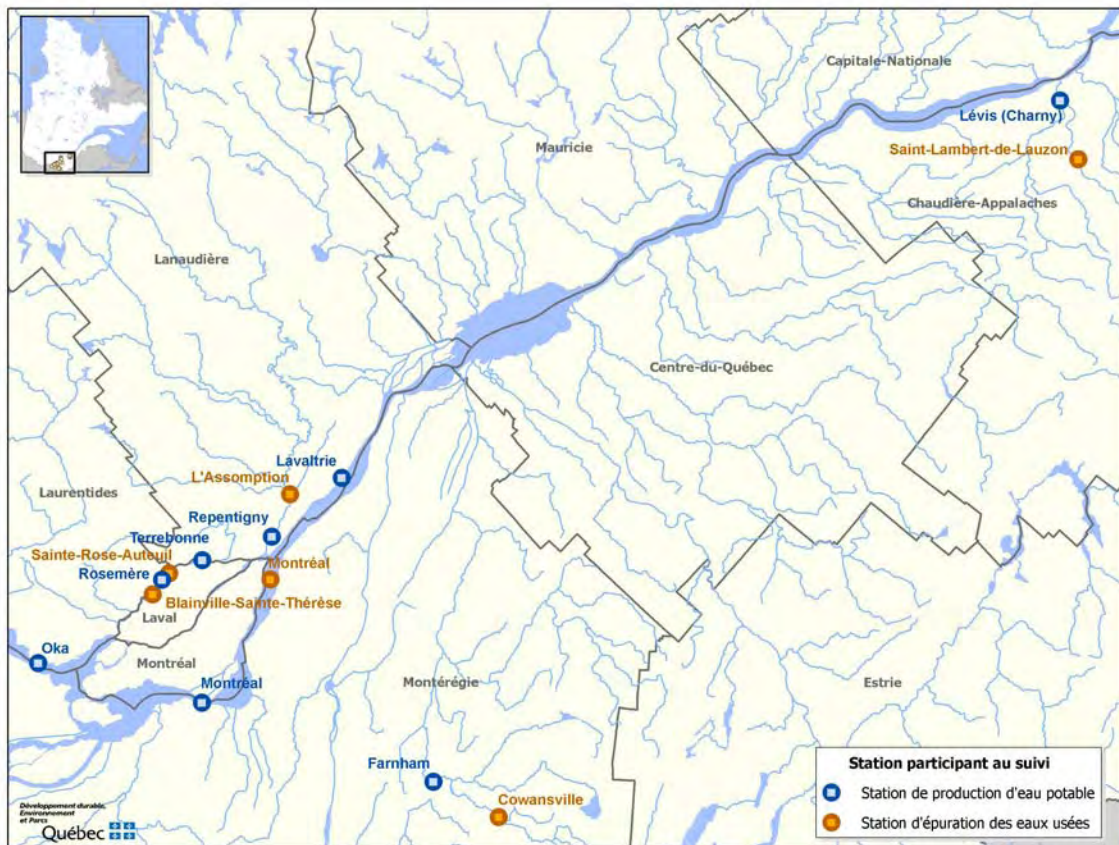 Capitale-Nationale
Lévis (Charny)
Mauricie
Saint-Lambert-de-Lauzon
Chaudière-Appalaches
Lanaudière
Centre-du-Québec
Lavaltrie
L'Assomption
Laurentides
Repentigny
Terrebonne
Sainte-Rose-Auteuil
Montréal
Rosemère
Blainville-Sainte-Thérèse
Laval
Oka
Montréal
Montréal
Montérégie
Estrie
Farnham
Cowansville
Station participant au suivi
Station de production d'eau potable
Station d'épuration des eaux usées
Développement durable,
Environnement
et Parcs
Québec